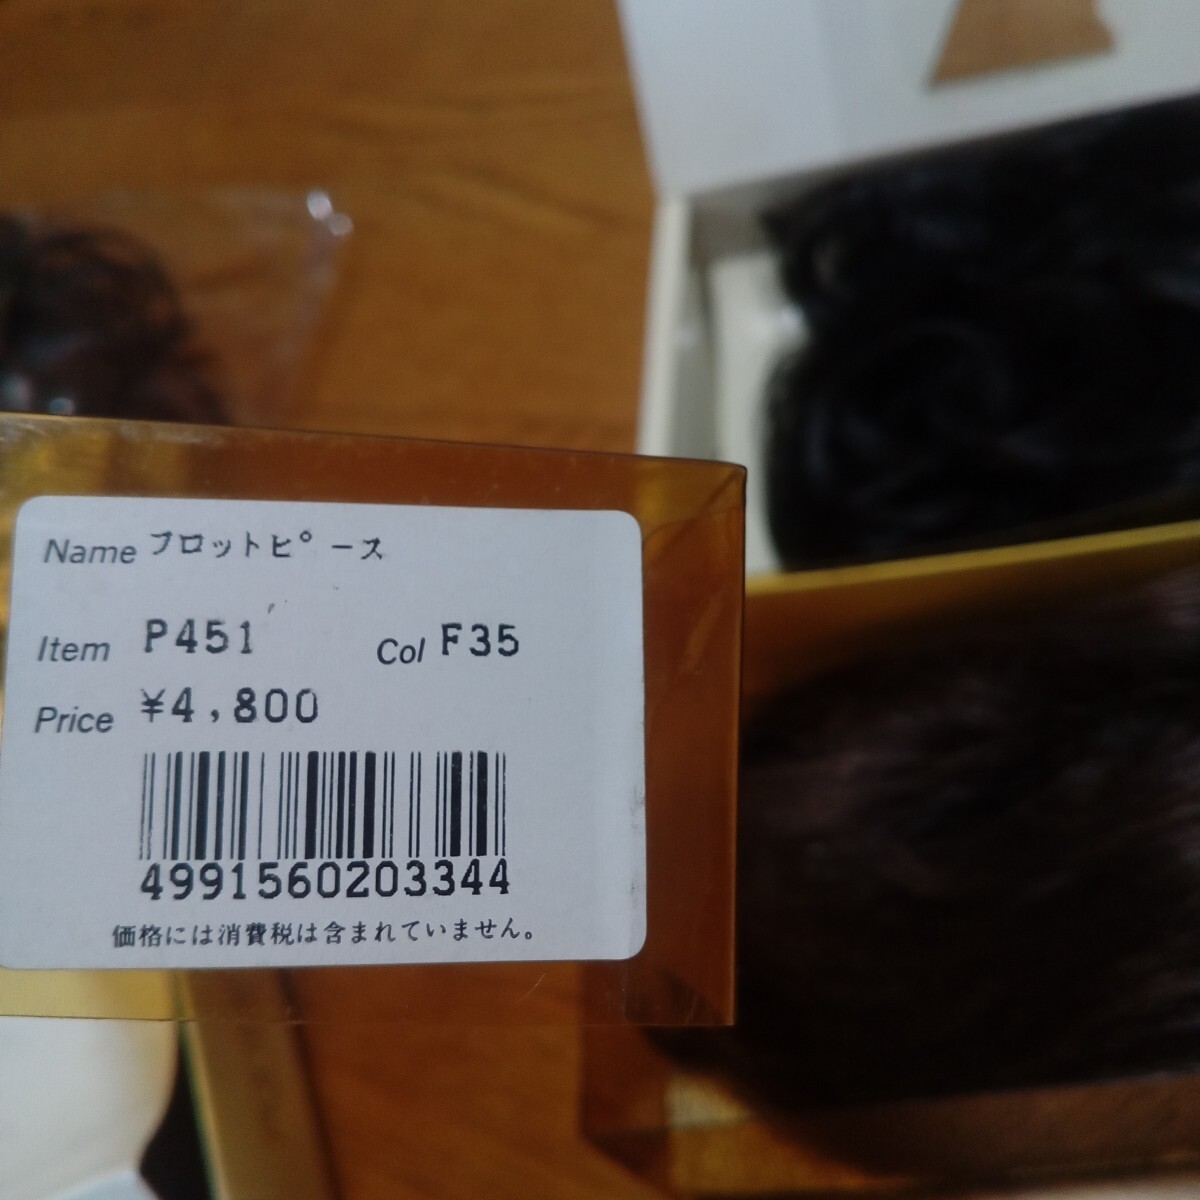 Name フロットピース
Item P451 Col F35
Price ¥4,800
4991560203344
価格には消費税は含まれていません。